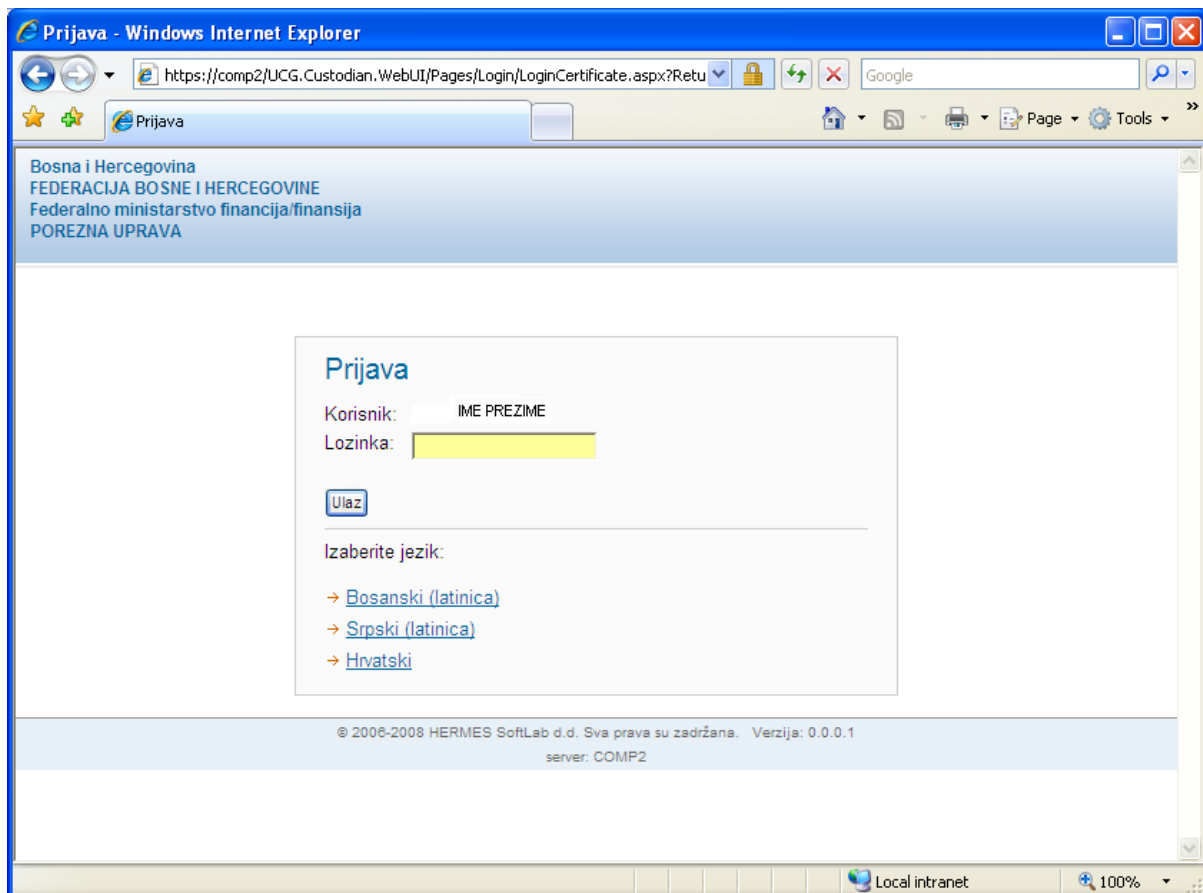 Prijava - Windows Internet Explorer
https://comp2/UCG.Custodian.WebUI/Pages/Login/LoginCertificate.aspx?Retu
Google
Prijava
Page
Tools
Bosna i Hercegovina
FEDERACIJA BOSNE I HERCEGOVINE
Federalno ministarstvo financija/finansija
POREZNA UPRAVA
Prijava
Korisnik: IME PREZIME
Lozinka:
Ulaz
Izaberite jezik:
→ Bosanski (latinica)
→ Srpski (latinica)
→ Hrvatski
© 2006-2008 HERMES SoftLab d.d. Sva prava su zadržana. Verzija: 0.0.0.1
server: COMP2
Local intranet
100%